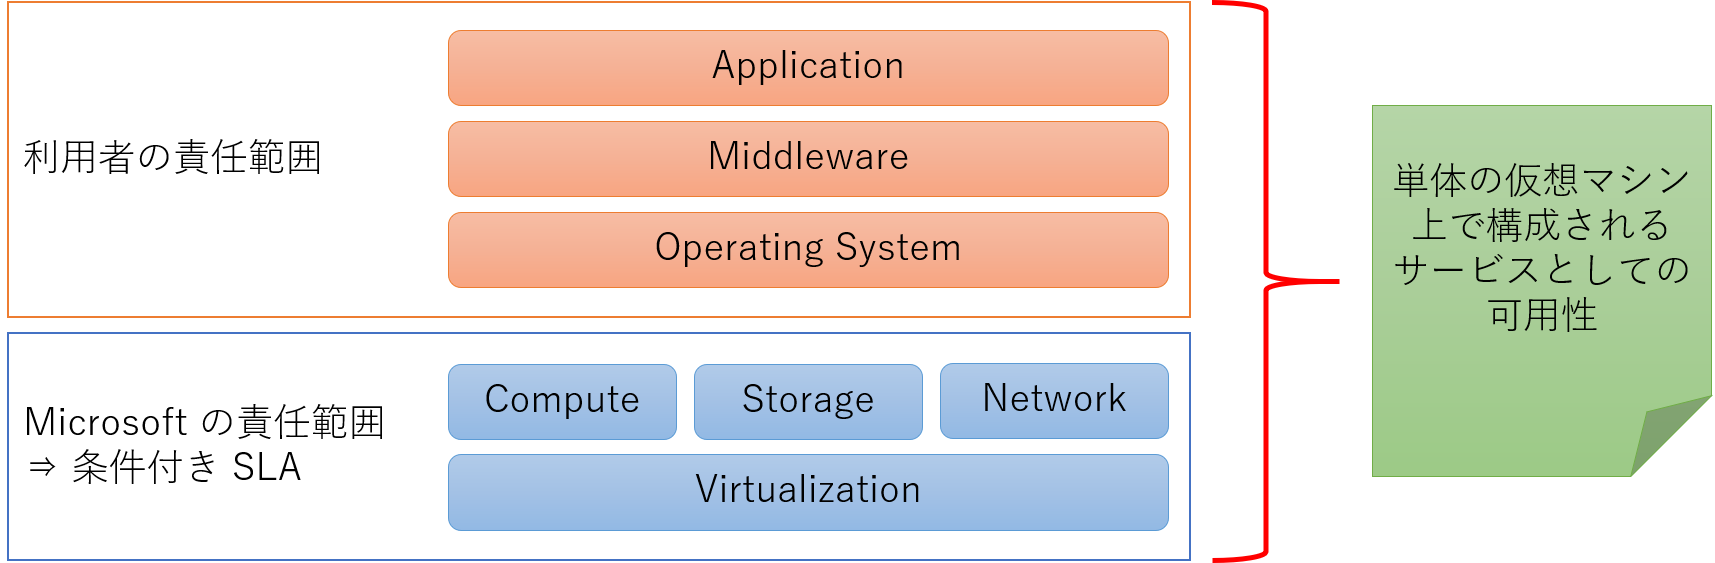 Application
利用者の責任範囲
Middleware
Operating System
Microsoft の責任範囲
⇒ 条件付き SLA
Compute
Storage
Network
Virtualization
単体の仮想マシン
上で構成される
サービスとしての
可用性